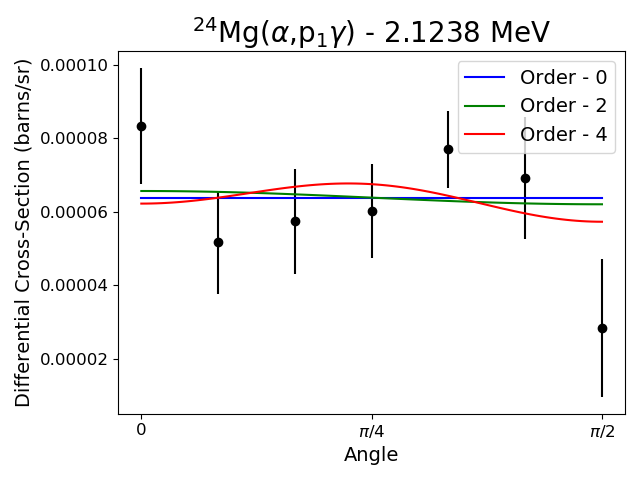 ²⁴Mg(α,p₁γ) - 2.1238 MeV
Differential Cross-Section (barns/sr)
0.00010
0.00008
0.00006
0.00004
0.00002
Order - 0
Order - 2
Order - 4
0
π/4
π/2
Angle